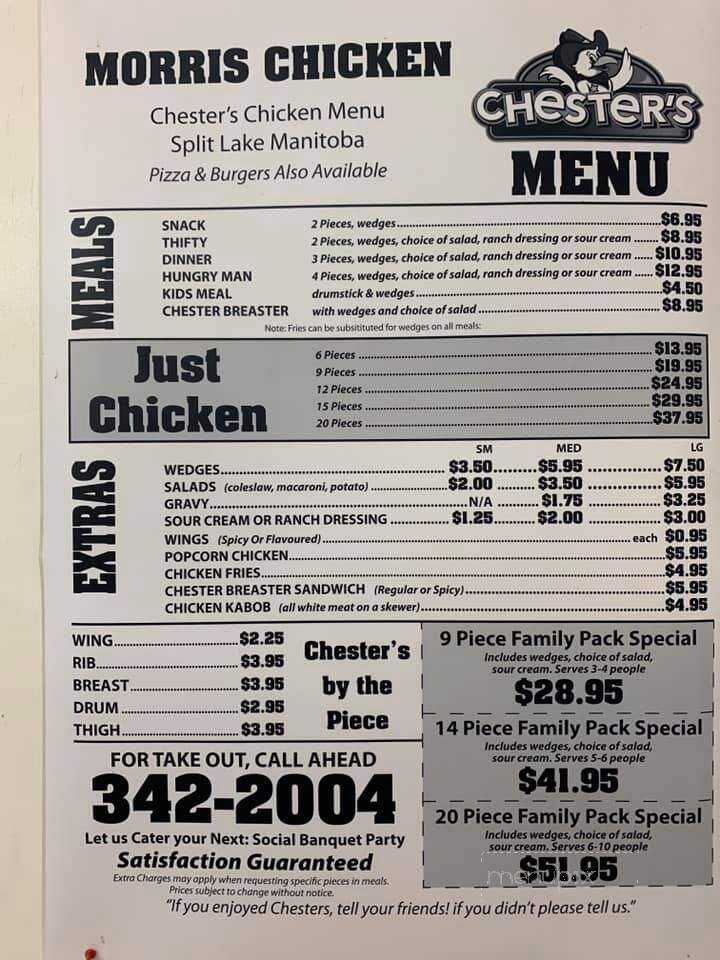 MORRIS CHICKEN
Chester's Chicken Menu
Split Lake Manitoba
Pizza & Burgers Also Available
CHESTER'S
MENU
MEALS
SNACK 2 Pieces, wedges $6.95
THIFTY 2 Pieces, wedges, choice of salad, ranch dressing or sour cream $8.95
DINNER 3 Pieces, wedges, choice of salad, ranch dressing or sour cream $10.95
HUNGRY MAN 4 Pieces, wedges, choice of salad, ranch dressing or sour cream $12.95
KIDS MEAL drumstick & wedges $4.50
CHESTER BREASTER with wedges and choice of salad $8.95
Note: Fries can be subsitituted for wedges on all meals:
Just
Chicken
6 Pieces $13.95
9 Pieces $19.95
12 Pieces $24.95
15 Pieces $29.95
20 Pieces $37.95
EXTRAS
SM MED LG
WEDGES $3.50 $5.95 $7.50
SALADS (coleslaw, macaroni, potato) $2.00 $3.50 $5.95
GRAVY N/A $1.75 $3.25
SOUR CREAM OR RANCH DRESSING $1.25 $2.00 $3.00
WINGS (Spicy Or Flavoured) each $0.95
POPCORN CHICKEN $5.95
CHICKEN FRIES $4.95
CHESTER BREASTER SANDWICH (Regular or Spicy) $5.95
CHICKEN KABOB (all white meat on a skewer) $4.95
WING $2.25
RIB $3.95
BREAST $3.95
DRUM $2.95
THIGH $3.95
Chester's
by the
Piece
9 Piece Family Pack Special
Includes wedges, choice of salad,
sour cream. Serves 3-4 people
$28.95
14 Piece Family Pack Special
Includes wedges, choice of salad,
sour cream. Serves 5-6 people
$41.95
20 Piece Family Pack Special
Includes wedges, choice of salad,
sour cream. Serves 6-10 people
$51.95
menupix
FOR TAKE OUT, CALL AHEAD
342-2004
Let us Cater your Next: Social Banquet Party
Satisfaction Guaranteed
Extra Charges may apply when requesting specific pieces in meals.
Prices subject to change without notice.
"If you enjoyed Chesters, tell your friends! if you didn't please tell us."